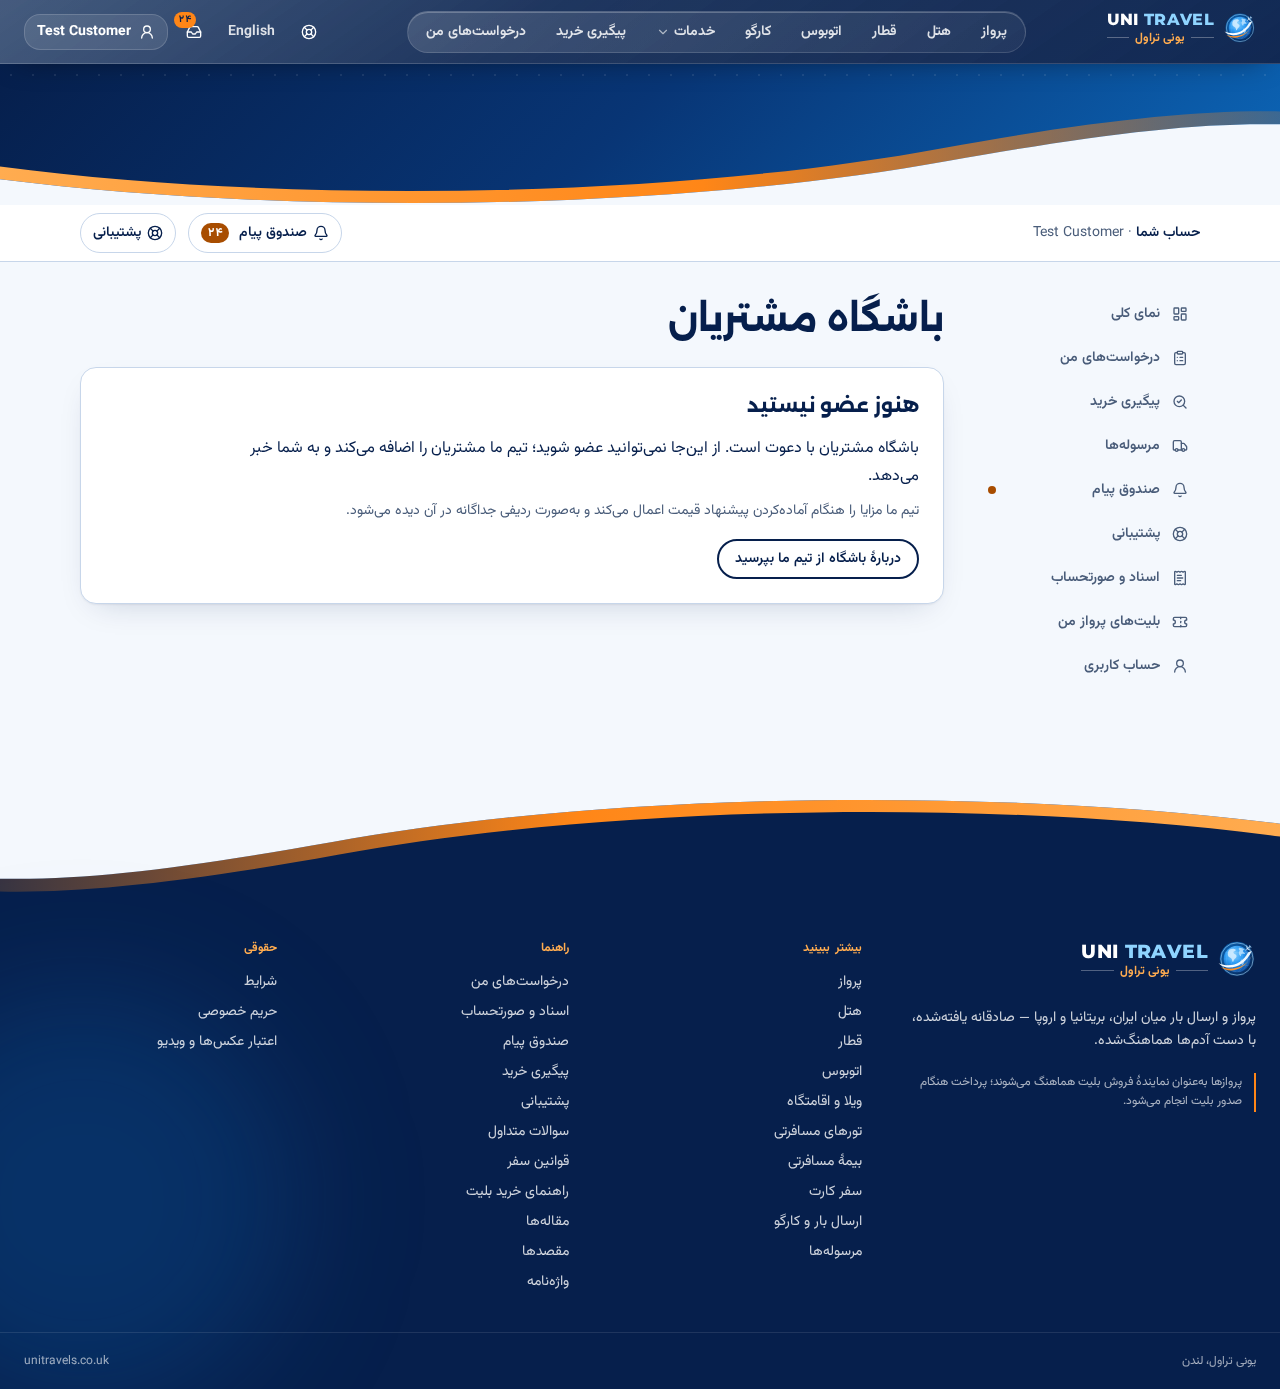 UNI TRAVEL
یونی تراول
پرواز
هتل
قطار
اتوبوس
کارگو
خدمات
پیگیری خرید
درخواست‌های من
English
۲۴
Test Customer
حساب شما · Test Customer
صندوق پیام ۲۴
پشتیبانی
نمای کلی
درخواست‌های من
پیگیری خرید
مرسوله‌ها
صندوق پیام
پشتیبانی
اسناد و صورتحساب
بلیت‌های پرواز من
حساب کاربری
باشگاه مشتریان
هنوز عضو نیستید
باشگاه مشتریان با دعوت است. از این‌جا نمی‌توانید عضو شوید؛ تیم ما مشتریان را اضافه می‌کند و به شما خبر
می‌دهد.
تیم ما مزایا را هنگام آماده‌کردن پیشنهاد قیمت اعمال می‌کند و به‌صورت ردیفی جداگانه در آن دیده می‌شود.
دربارهٔ باشگاه از تیم ما بپرسید
UNI TRAVEL
یونی تراول
پرواز و ارسال بار میان ایران، بریتانیا و اروپا — صادقانه یافته‌شده،
با دست آدم‌ها هماهنگ‌شده.
پروازها به‌عنوان نمایندهٔ فروش بلیت هماهنگ می‌شوند؛ پرداخت هنگام
صدور بلیت انجام می‌شود.
بیشتر ببینید
پرواز
هتل
قطار
اتوبوس
ویلا و اقامتگاه
تورهای مسافرتی
بیمهٔ مسافرتی
سفر کارت
ارسال بار و کارگو
مرسوله‌ها
راهنما
درخواست‌های من
اسناد و صورتحساب
صندوق پیام
پیگیری خرید
پشتیبانی
سوالات متداول
قوانین سفر
راهنمای خرید بلیت
مقاله‌ها
مقصدها
واژه‌نامه
حقوقی
شرایط
حریم خصوصی
اعتبار عکس‌ها و ویدیو
یونی تراول، لندن
unitravels.co.uk